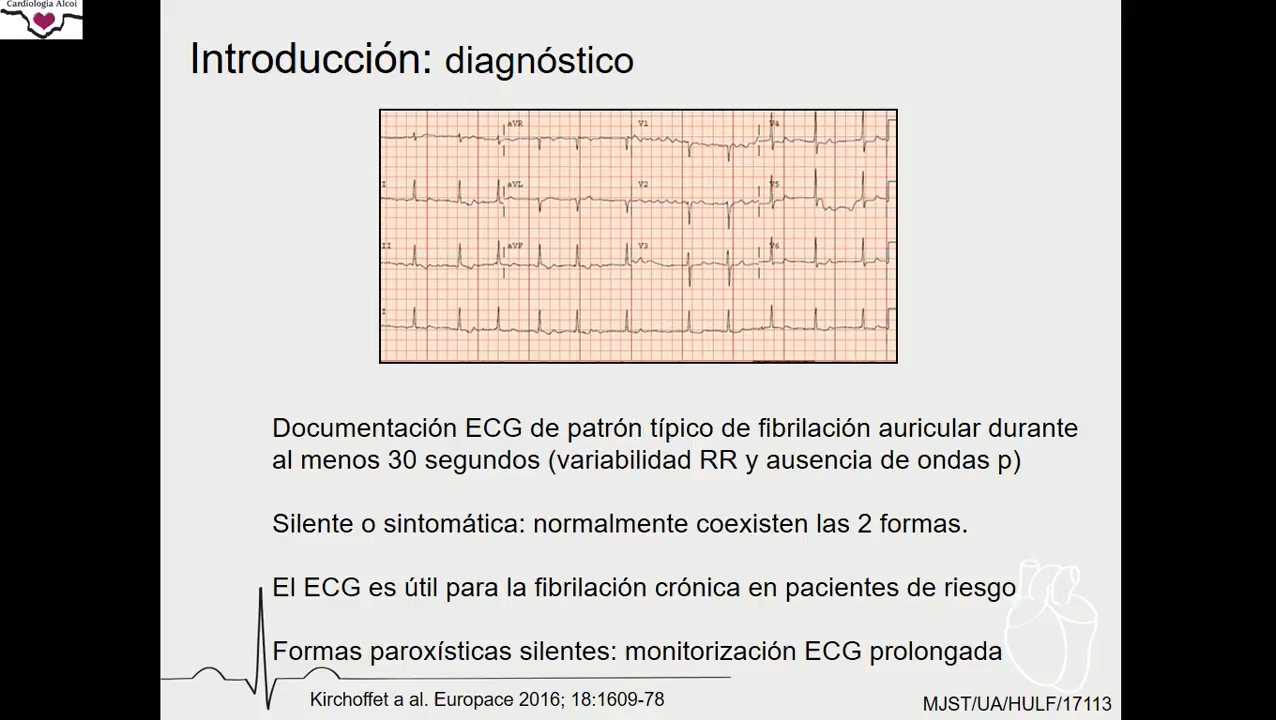 Cardiología Alcoi
Introducción: diagnóstico
aVR
V1
V4
I
aVL
V2
V5
II
aVF
V3
V6
I
Documentación ECG de patrón típico de fibrilación auricular durante
al menos 30 segundos (variabilidad RR y ausencia de ondas p)
Silente o sintomática: normalmente coexisten las 2 formas.
El ECG es útil para la fibrilación crónica en pacientes de riesgo
Formas paroxísticas silentes: monitorización ECG prolongada
Kirchoffet a al. Europace 2016; 18:1609-78
MJST/UA/HULF/17113